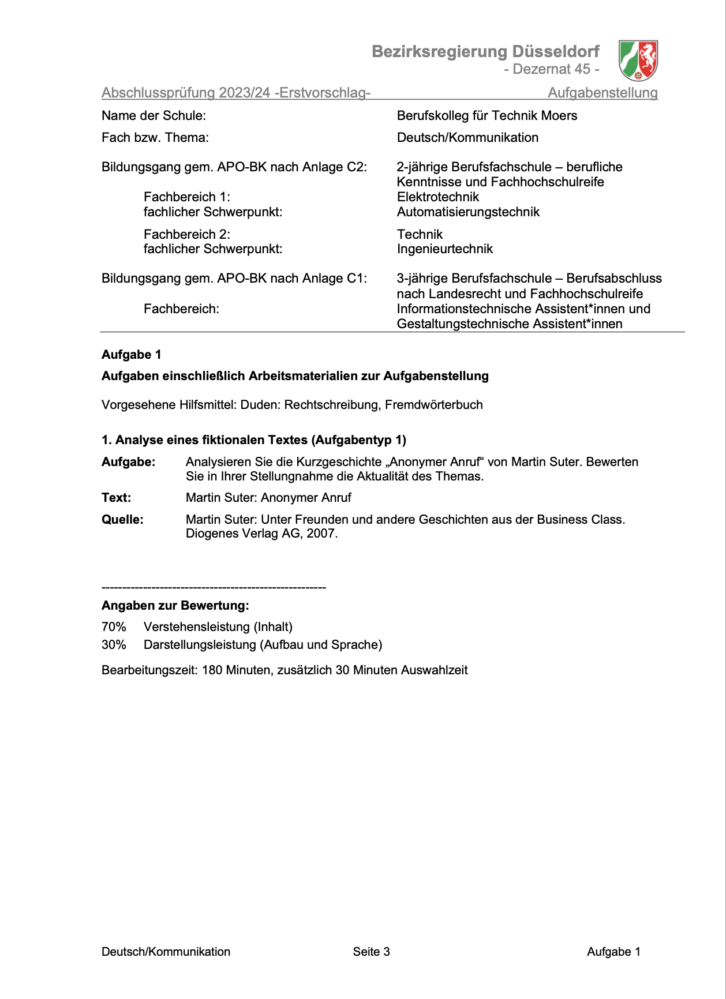 Bezirksregierung Düsseldorf
- Dezernat 45 -
Abschlussprüfung 2023/24 -Erstvorschlag- Aufgabenstellung
Name der Schule: Berufskolleg für Technik Moers
Fach bzw. Thema: Deutsch/Kommunikation
Bildungsgang gem. APO-BK nach Anlage C2: 2-jährige Berufsfachschule – berufliche
Kenntnisse und Fachhochschulreife
Fachbereich 1: Elektrotechnik
fachlicher Schwerpunkt: Automatisierungstechnik
Fachbereich 2: Technik
fachlicher Schwerpunkt: Ingenieurtechnik
Bildungsgang gem. APO-BK nach Anlage C1: 3-jährige Berufsfachschule – Berufsabschluss
nach Landesrecht und Fachhochschulreife
Fachbereich: Informationstechnische Assistent*innen und
Gestaltungstechnische Assistent*innen
Aufgabe 1
Aufgaben einschließlich Arbeitsmaterialien zur Aufgabenstellung
Vorgesehene Hilfsmittel: Duden: Rechtschreibung, Fremdwörterbuch
1. Analyse eines fiktionalen Textes (Aufgabentyp 1)
Aufgabe: Analysieren Sie die Kurzgeschichte „Anonymer Anruf“ von Martin Suter. Bewerten
Sie in Ihrer Stellungnahme die Aktualität des Themas.
Text: Martin Suter: Anonymer Anruf
Quelle: Martin Suter: Unter Freunden und andere Geschichten aus der Business Class.
Diogenes Verlag AG, 2007.
------------------------------------------------------
Angaben zur Bewertung:
70% Verstehensleistung (Inhalt)
30% Darstellungsleistung (Aufbau und Sprache)
Bearbeitungszeit: 180 Minuten, zusätzlich 30 Minuten Auswahlzeit
Deutsch/Kommunikation Seite 3 Aufgabe 1